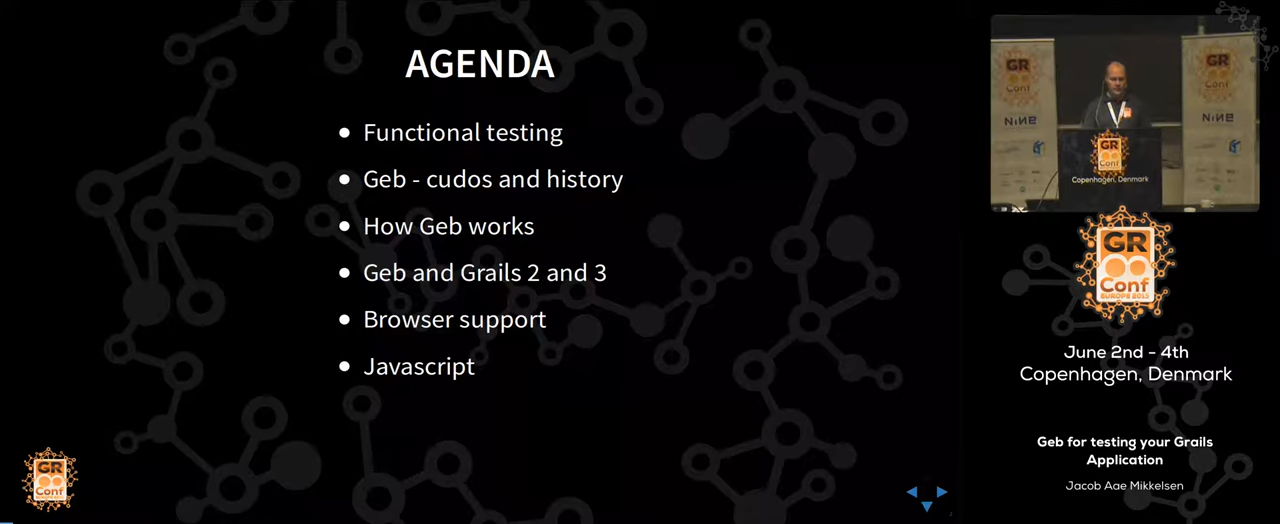 AGENDA
Functional testing
Geb - cudos and history
How Geb works
Geb and Grails 2 and 3
Browser support
Javascript
GR
Conf
EUROPE 2015
GR
Conf
NINE
GR
Conf
NINE
GR
Conf
Copenhagen, Denmark
GR
Conf
EUROPE 2015
June 2nd - 4th
Copenhagen, Denmark
Geb for testing your Grails
Application
Jacob Aae Mikkelsen